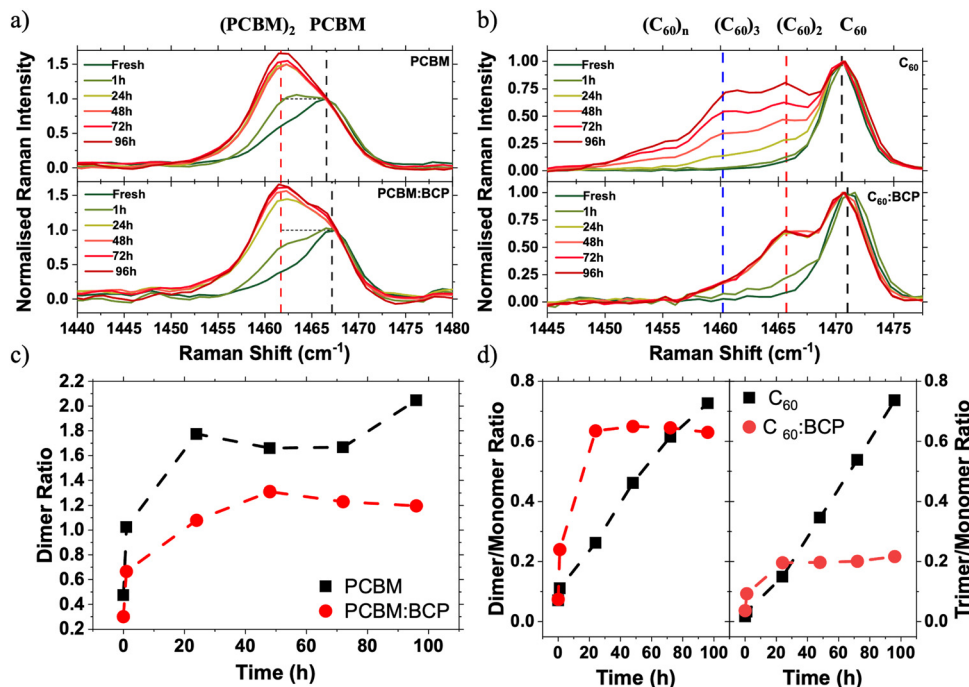 a)
(PCBM)2 PCBM
Normalised Raman Intensity
1.5
1.0
0.5
0.0
Fresh
1h
24h
48h
72h
96h
PCBM
1.5
1.0
0.5
0.0
Fresh
1h
24h
48h
72h
96h
PCBM:BCP
1440 1445 1450 1455 1460 1465 1470 1475 1480
Raman Shift (cm-1)
b)
(C60)n (C60)3 (C60)2 C60
Normalised Raman Intensity
1.00
0.75
0.50
0.25
0.00
Fresh
1h
24h
48h
72h
96h
C60
1.00
0.75
0.50
0.25
0.00
Fresh
1h
24h
48h
72h
96h
C60:BCP
1445 1450 1455 1460 1465 1470 1475
Raman Shift (cm-1)
c)
Dimer Ratio
2.2
2.0
1.8
1.6
1.4
1.2
1.0
0.8
0.6
0.4
0.2
PCBM
PCBM:BCP
0 20 40 60 80 100
Time (h)
d)
Dimer/Monomer Ratio
0.8
0.6
0.4
0.2
0.0
C60
C60:BCP
0.8
0.6
0.4
0.2
0.0
Trimer/Monomer Ratio
0 20 40 60 80 100 0 20 40 60 80 100
Time (h) Time (h)